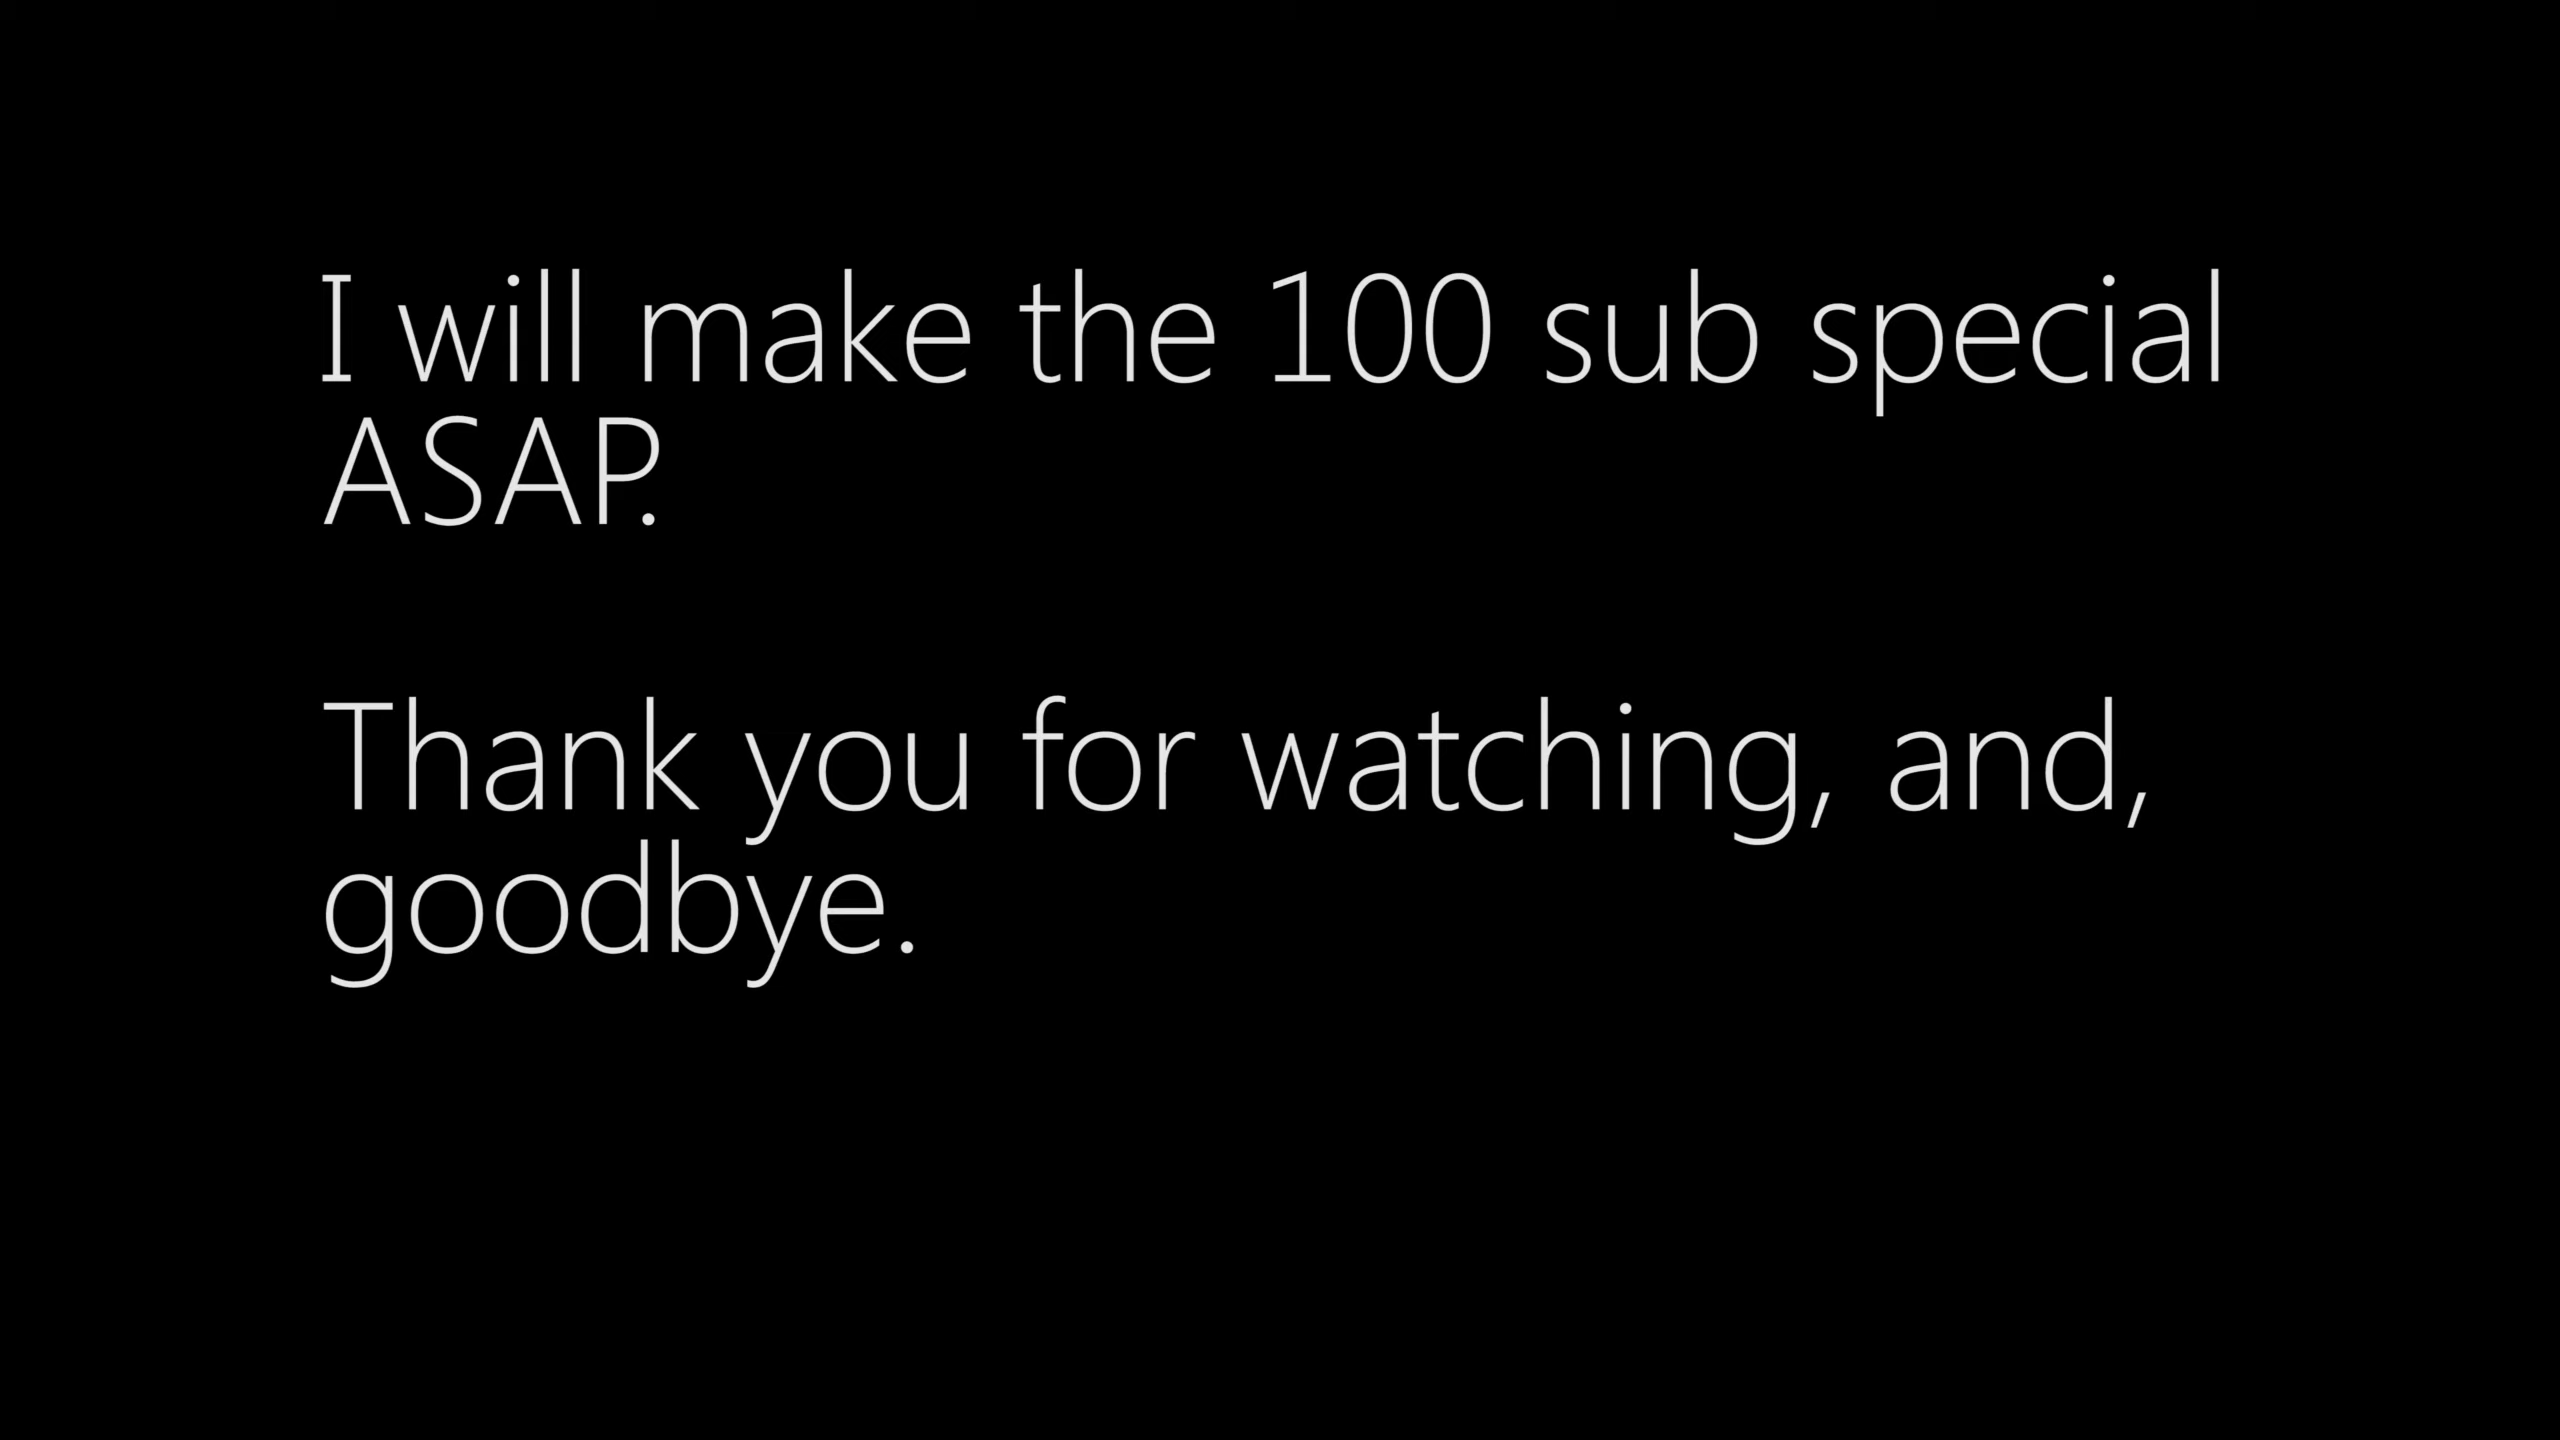 I will make the 100 sub special
ASAP.
Thank you for watching, and,
goodbye.